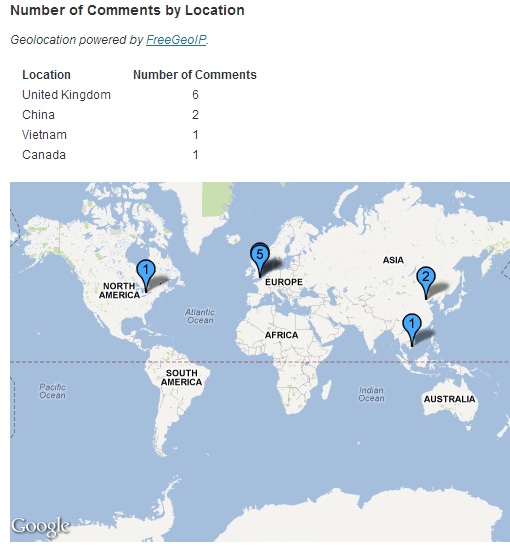 Number of Comments by Location
Geolocation powered by FreeGeoIP.
Location Number of Comments
United Kingdom 6
China 2
Vietnam 1
Canada 1
5
1
ASIA
2
NORTH
AMERICA
EUROPE
Atlantic
Ocean
1
AFRICA
SOUTH
AMERICA
Pacific
Ocean
Indian
Ocean
AUSTRALIA
Google